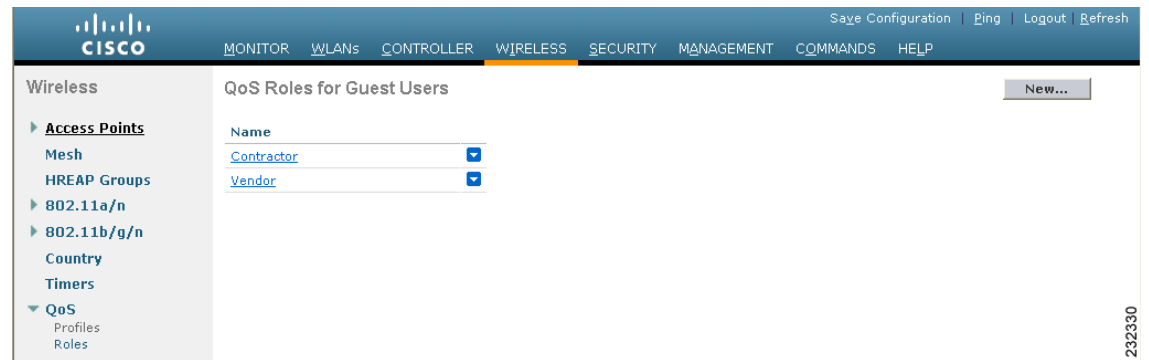 Save Configuration | Ping | Logout | Refresh
CISCO
MONITOR WLANs CONTROLLER WIRELESS SECURITY MANAGEMENT COMMANDS HELP
Wireless
Access Points
Mesh
HREAP Groups
802.11a/n
802.11b/g/n
Country
Timers
QoS
Profiles
Roles
QoS Roles for Guest Users
New...
Name
Contractor
Vendor
232330